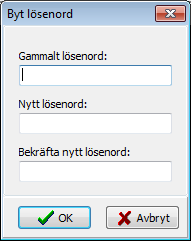 Byt lösenord
Gammalt lösenord:
Nytt lösenord:
Bekräfta nytt lösenord:
OK
Avbryt